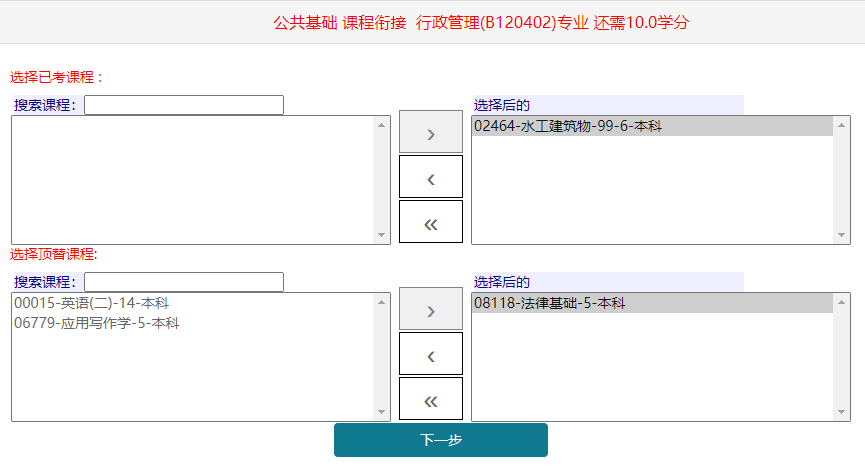 公共基础 课程衔接 行政管理(B120402)专业 还需10.0学分
选择已考课程：
搜索课程：
选择后的
02464-水工建筑物-99-6-本科
›
‹
«
选择顶替课程:
搜索课程：
选择后的
00015-英语(二)-14-本科
06779-应用写作学-5-本科
08118-法律基础-5-本科
›
‹
«
下一步